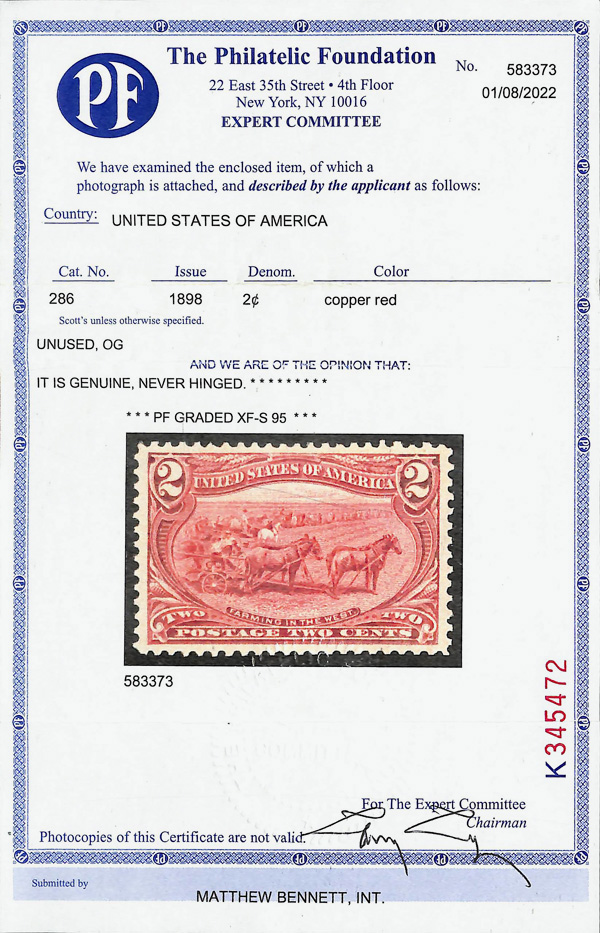 PF
The Philatelic Foundation
22 East 35th Street • 4th Floor
New York, NY 10016
EXPERT COMMITTEE
No. 583373
01/08/2022
We have examined the enclosed item, of which a
photograph is attached, and described by the applicant as follows:
Country: UNITED STATES OF AMERICA
Cat. No. Issue Denom. Color
286 1898 2¢ copper red
Scott's unless otherwise specified.
UNUSED, OG
AND WE ARE OF THE OPINION THAT:
IT IS GENUINE, NEVER HINGED. * * * * * * * * *
* * * PF GRADED XF-S 95 * * *
2 UNITED STATES OF AMERICA 2
TWO FARMING IN THE WEST. TWO
POSTAGE TWO CENTS
583373
K345472
For The Expert Committee
Chairman
Photocopies of this Certificate are not valid.
Submitted by
MATTHEW BENNETT, INT.